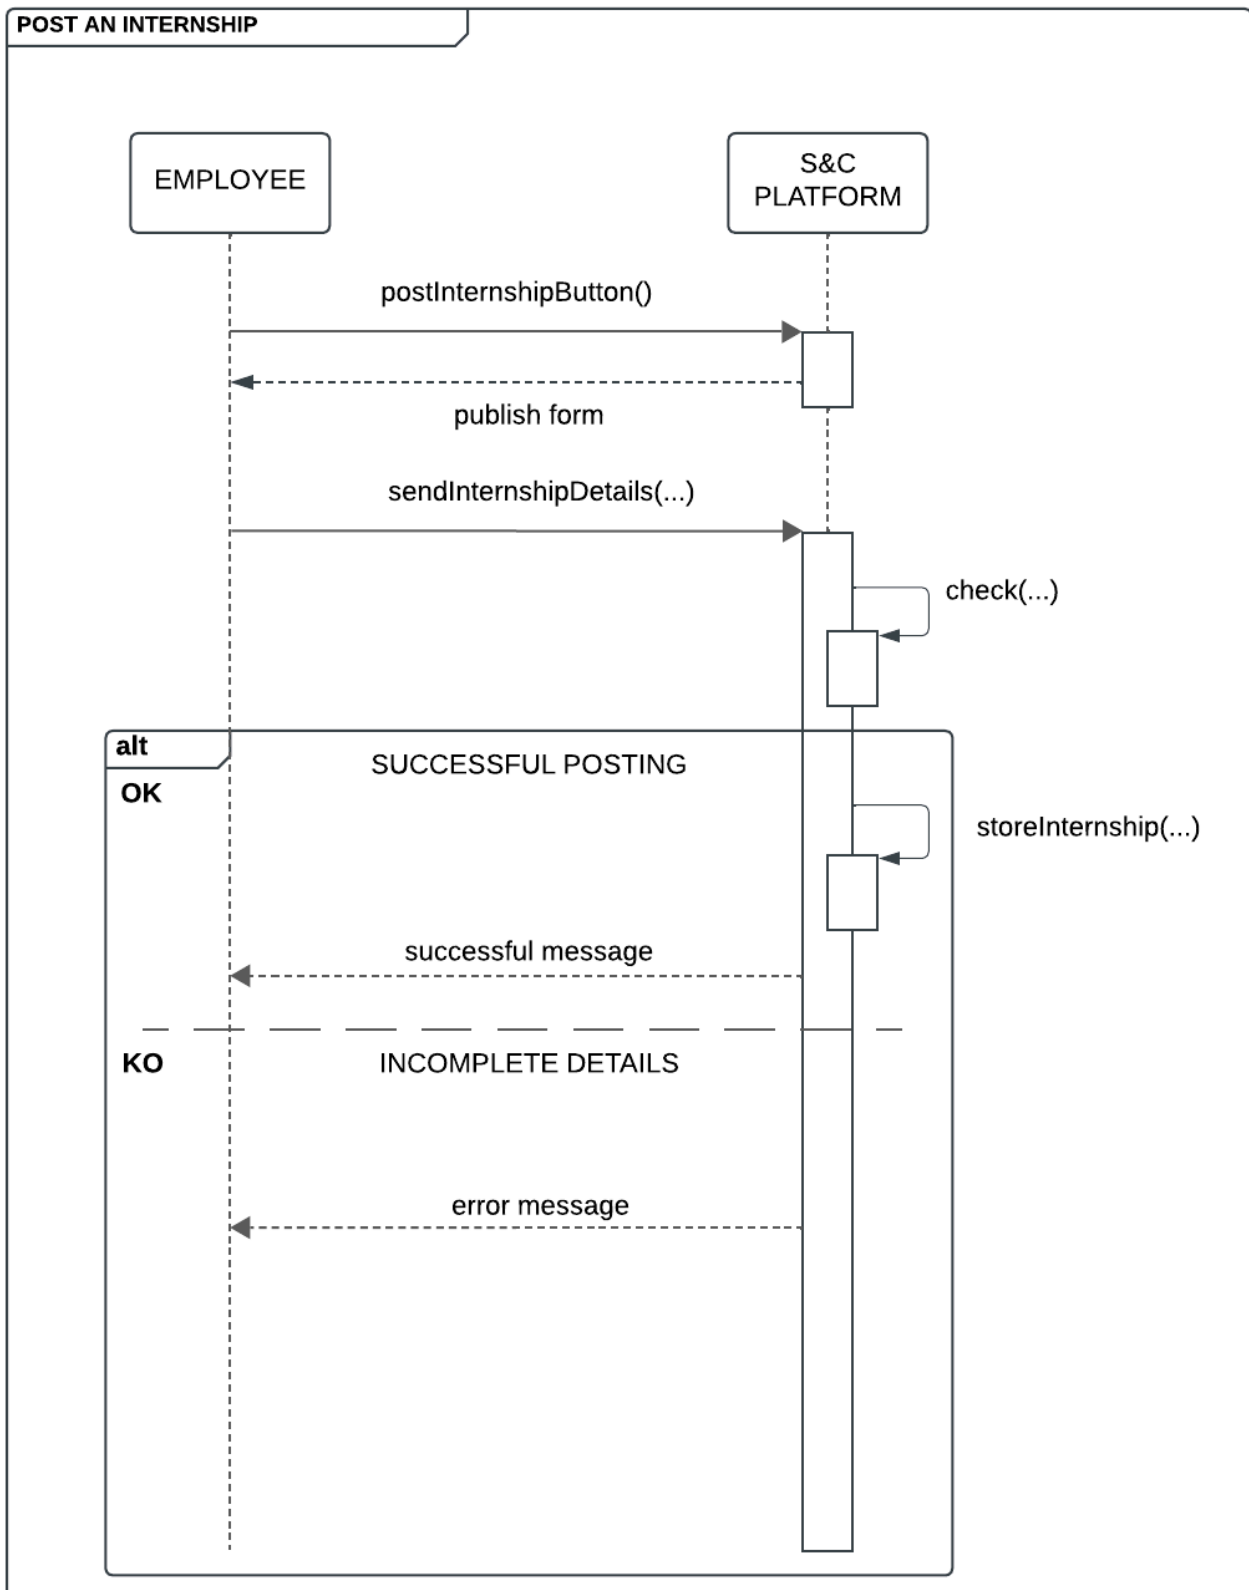 POST AN INTERNSHIP
EMPLOYEE
S&C
PLATFORM
postInternshipButton()
publish form
sendInternshipDetails(...)
check(...)
alt
SUCCESSFUL POSTING
OK
storeInternship(...)
successful message
KO
INCOMPLETE DETAILS
error message